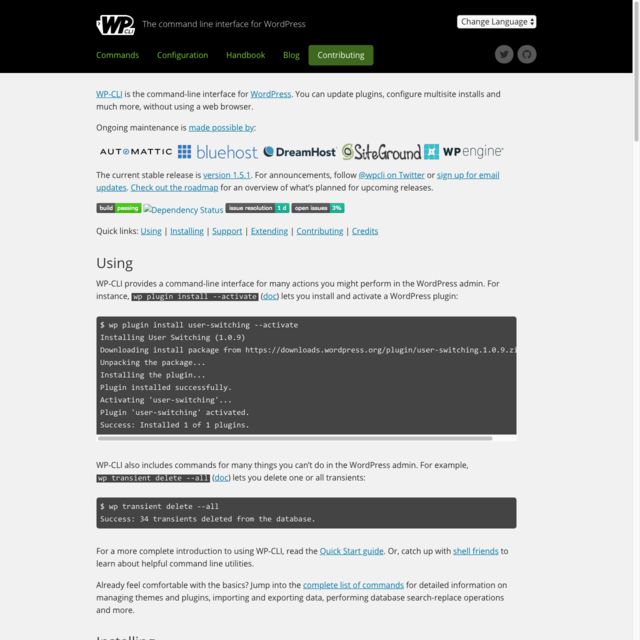 WP CLI The command line interface for WordPress
Change Language
Commands Configuration Handbook Blog Contributing
WP-CLI is the command-line interface for WordPress. You can update plugins, configure multisite installs and
much more, without using a web browser.
Ongoing maintenance is made possible by:
AUTOMATTIC bluehost DreamHost SiteGround WP engine
The current stable release is version 1.5.1. For announcements, follow @wpcli on Twitter or sign up for email
updates. Check out the roadmap for an overview of what's planned for upcoming releases.
build passing Dependency Status issue resolution 1 d open issues 3%
Quick links: Using | Installing | Support | Extending | Contributing | Credits
Using
WP-CLI provides a command-line interface for many actions you might perform in the WordPress admin. For
instance, wp plugin install --activate (doc) lets you install and activate a WordPress plugin:
$ wp plugin install user-switching --activate
Installing User Switching (1.0.9)
Downloading install package from https://downloads.wordpress.org/plugin/user-switching.1.0.9.zi
Unpacking the package...
Installing the plugin...
Plugin installed successfully.
Activating 'user-switching'...
Plugin 'user-switching' activated.
Success: Installed 1 of 1 plugins.
WP-CLI also includes commands for many things you can't do in the WordPress admin. For example,
wp transient delete --all (doc) lets you delete one or all transients:
$ wp transient delete --all
Success: 34 transients deleted from the database.
For a more complete introduction to using WP-CLI, read the Quick Start guide. Or, catch up with shell friends to
learn about helpful command line utilities.
Already feel comfortable with the basics? Jump into the complete list of commands for detailed information on
managing themes and plugins, importing and exporting data, performing database search-replace operations
and more.
Installing